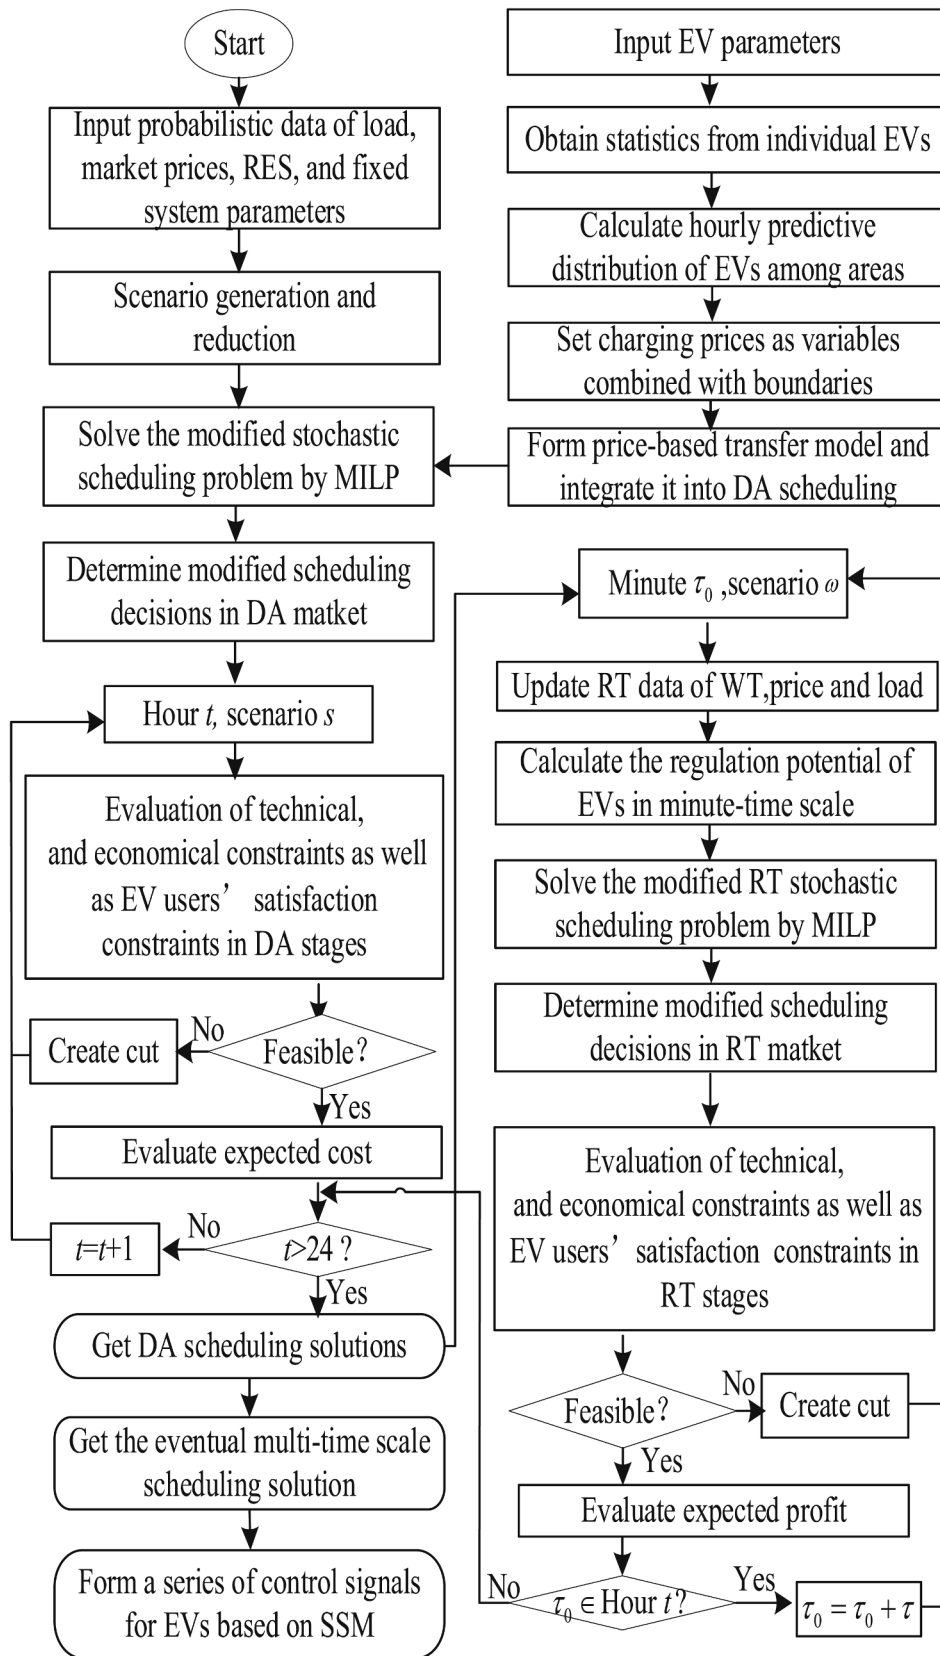 Start
Input probabilistic data of load,
market prices, RES, and fixed
system parameters
Scenario generation and
reduction
Solve the modified stochastic
scheduling problem by MILP
Determine modified scheduling
decisions in DA matket
Hour t, scenario s
Evaluation of technical,
and economical constraints as well
as EV users’ satisfaction
constraints in DA stages
Feasible?
No
Create cut
Yes
Evaluate expected cost
t>24 ?
No
t=t+1
Yes
Get DA scheduling solutions
Get the eventual multi-time scale
scheduling solution
Form a series of control signals
for EVs based on SSM
Input EV parameters
Obtain statistics from individual EVs
Calculate hourly predictive
distribution of EVs among areas
Set charging prices as variables
combined with boundaries
Form price-based transfer model and
integrate it into DA scheduling
Minute τ0 ,scenario ω
Update RT data of WT,price and load
Calculate the regulation potential of
EVs in minute-time scale
Solve the modified RT stochastic
scheduling problem by MILP
Determine modified scheduling
decisions in RT matket
Evaluation of technical,
and economical constraints as well as
EV users’ satisfaction constraints in
RT stages
Feasible?
No
Create cut
Yes
Evaluate expected profit
τ0 ∈ Hour t?
No
Yes
τ0 = τ0 + τ